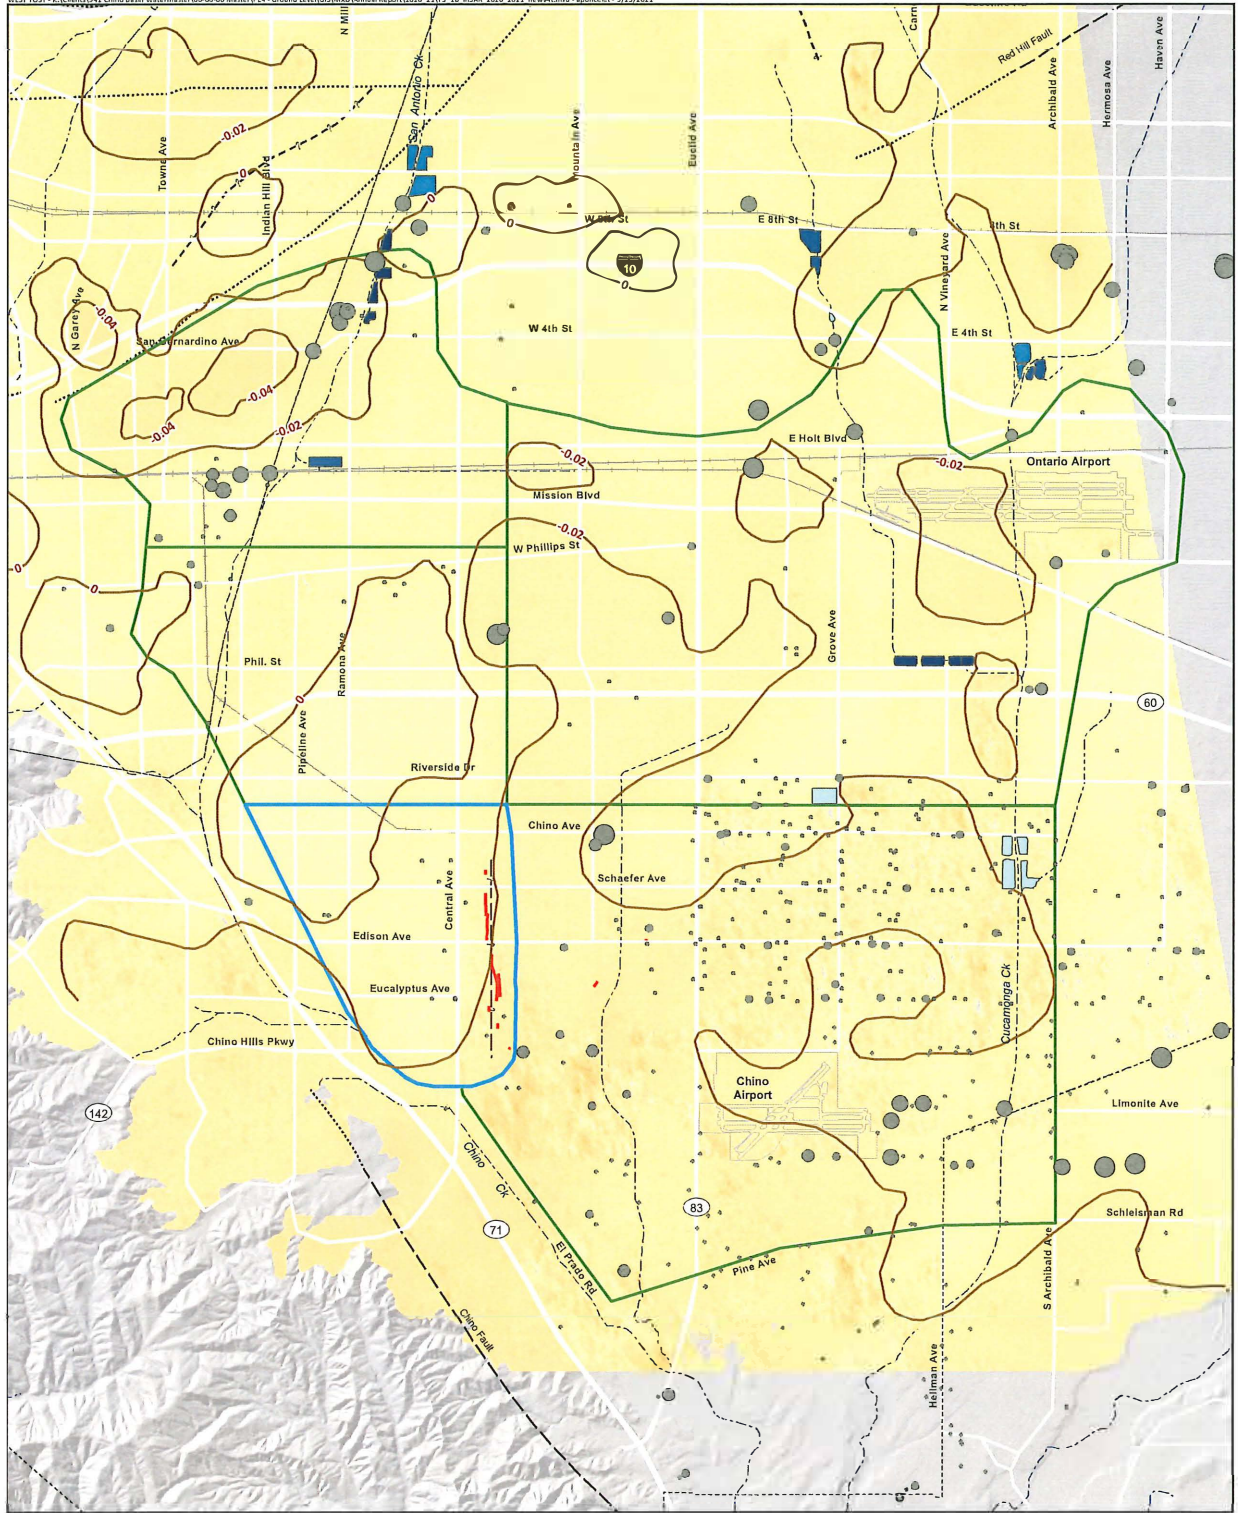 N Mill
San Antonio Ck
Red Hill Fault
Archibald Ave
Hermosa Ave
Haven Ave
-0.02
Towne Ave
Indian Hill Blvd
0
Euclid Ave
0
W 8th St
0
E 8th St
8th St
10
0
N Vineyard Ave
N Garey Ave
-0.04
San Bernardino Ave
W 4th St
E 4th St
-0.04
-0.04
-0.02
E Holt Blvd
-0.02
-0.02
Ontario Airport
Mission Blvd
-0.02
W Phillips St
0
0
Grove Ave
Phil. St
Ramona Ave
0
60
Pipeline Ave
Riverside Dr
Chino Ave
Schaefer Ave
Central Ave
Edison Ave
Eucalyptus Ave
Cucamonga Ck
Chino Hills Pkwy
Chino
Airport
142
Limonite Ave
Chino Ck
83
71
Schleisman Rd
El Prado Rd
Pine Ave
S Archibald Ave
Chino Fault
Hellman Ave